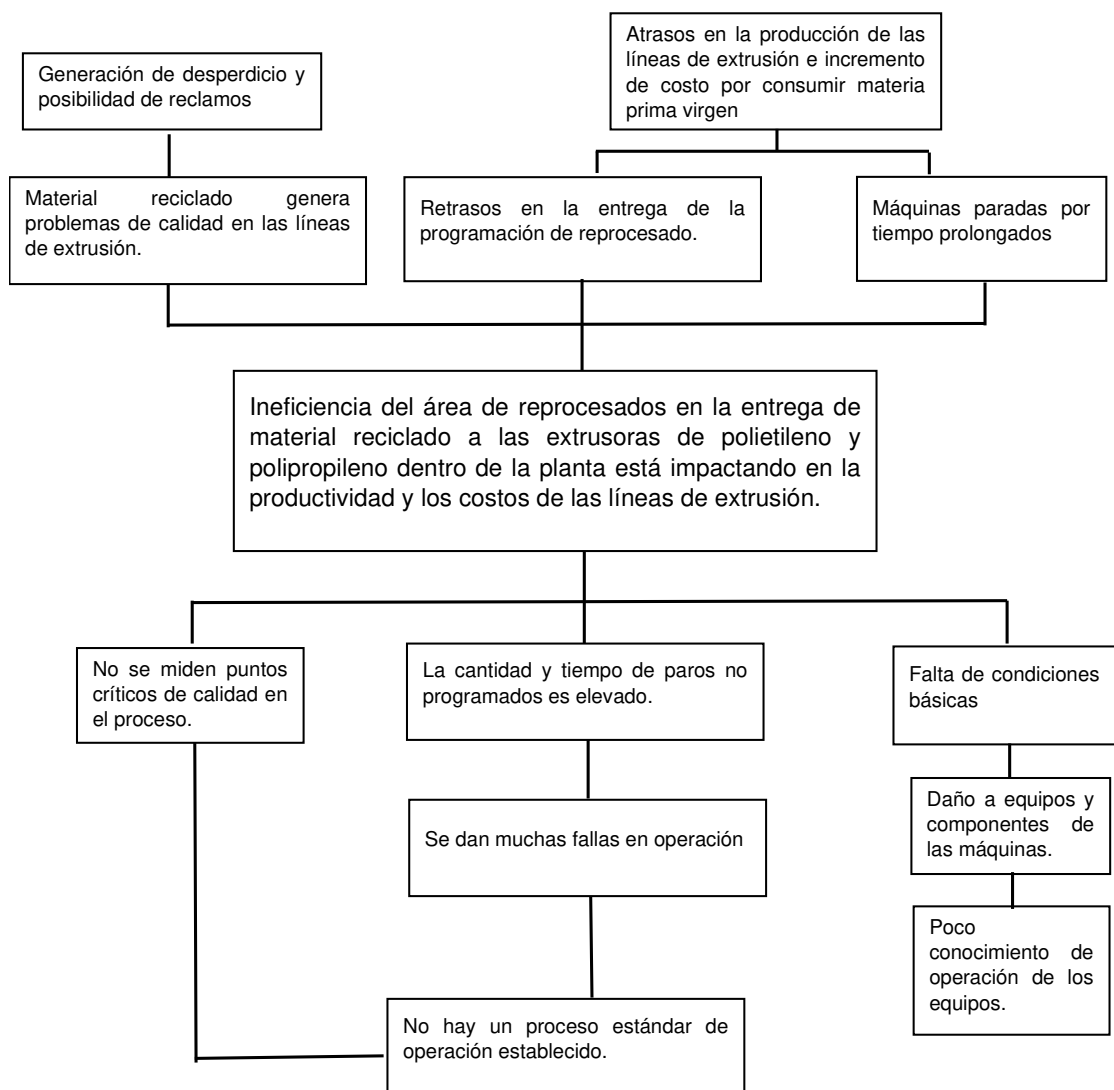 Generación de desperdicio y
posibilidad de reclamos
Atrasos en la producción de las
líneas de extrusión e incremento
de costo por consumir materia
prima virgen
Material reciclado genera
problemas de calidad en las líneas
de extrusión.
Retrasos en la entrega de la
programación de reprocesado.
Máquinas paradas por
tiempo prolongados
Ineficiencia del área de reprocesados en la entrega de
material reciclado a las extrusoras de polietileno y
polipropileno dentro de la planta está impactando en la
productividad y los costos de las líneas de extrusión.
No se miden puntos
críticos de calidad en
el proceso.
La cantidad y tiempo de paros no
programados es elevado.
Falta de condiciones
básicas
Se dan muchas fallas en operación
Daño a equipos y
componentes de
las máquinas.
Poco
conocimiento de
operación de los
equipos.
No hay un proceso estándar de
operación establecido.